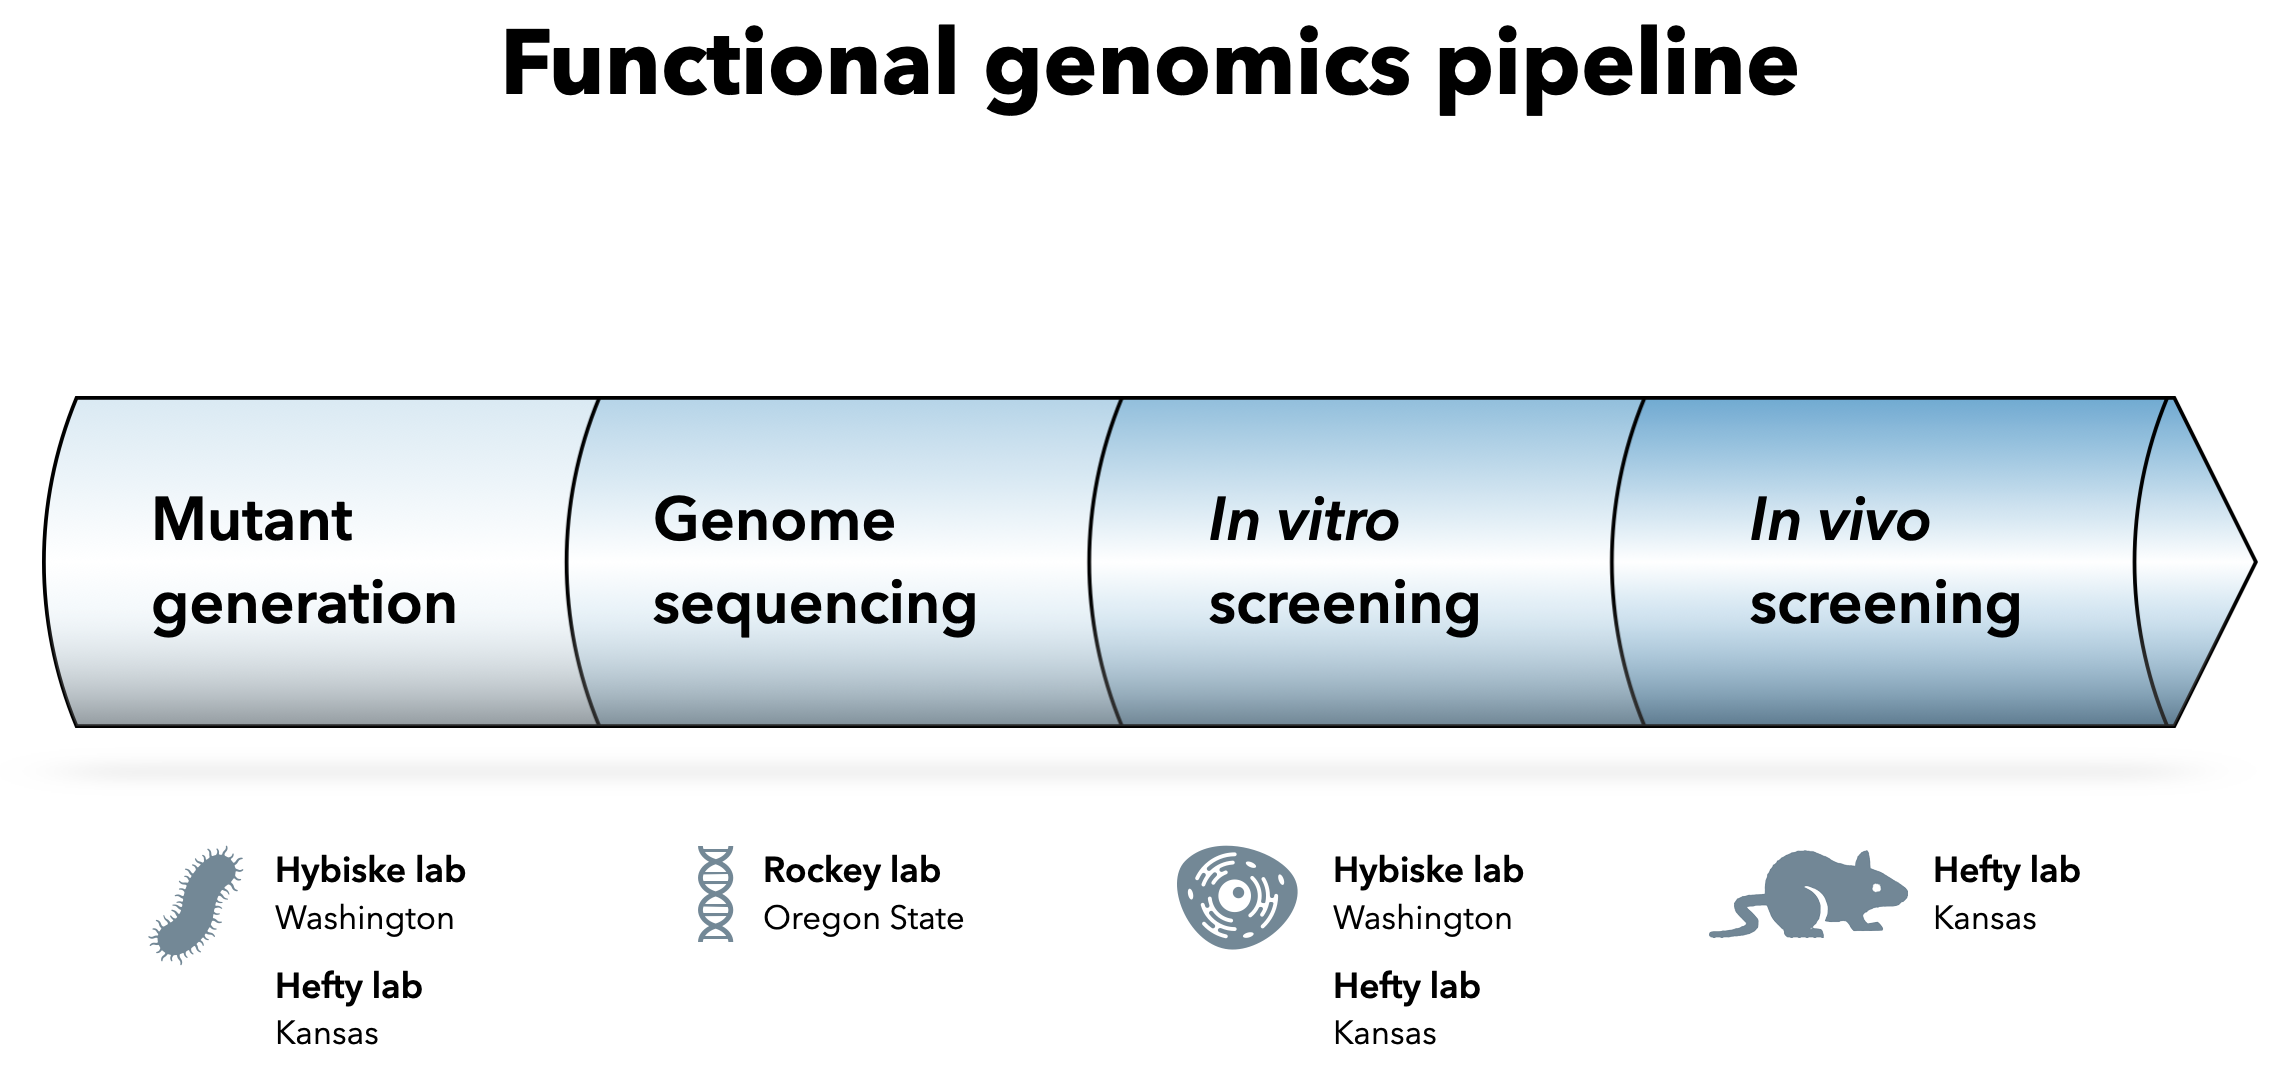 Functional genomics pipeline
Mutant
generation
Genome
sequencing
In vitro
screening
In vivo
screening
Hybiske lab
Washington
Hefty lab
Kansas
Rockey lab
Oregon State
Hybiske lab
Washington
Hefty lab
Kansas
Hefty lab
Kansas